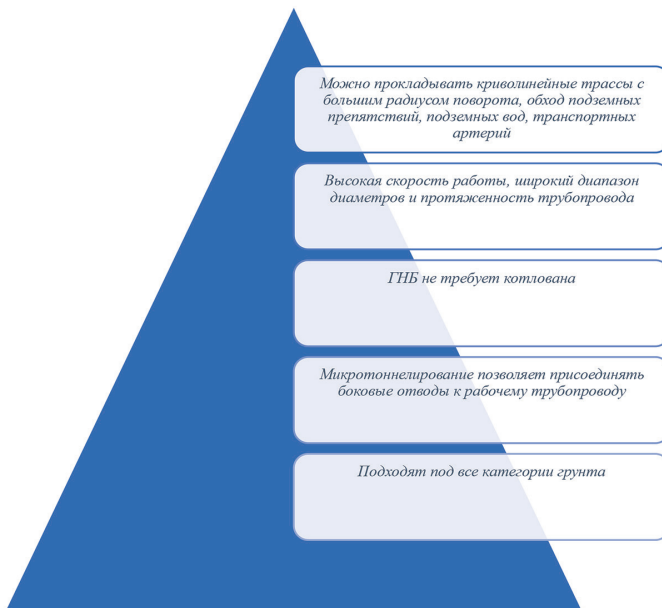 Можно прокладывать криволинейные трассы с
большим радиусом поворота, обход подземных
препятствий, подземных вод, транспортных
артерий
Высокая скорость работы, широкий диапазон
диаметров и протяженность трубопровода
ГНБ не требует котлована
Микротоннелирование позволяет присоединять
боковые отводы к рабочему трубопроводу
Подходят под все категории грунта